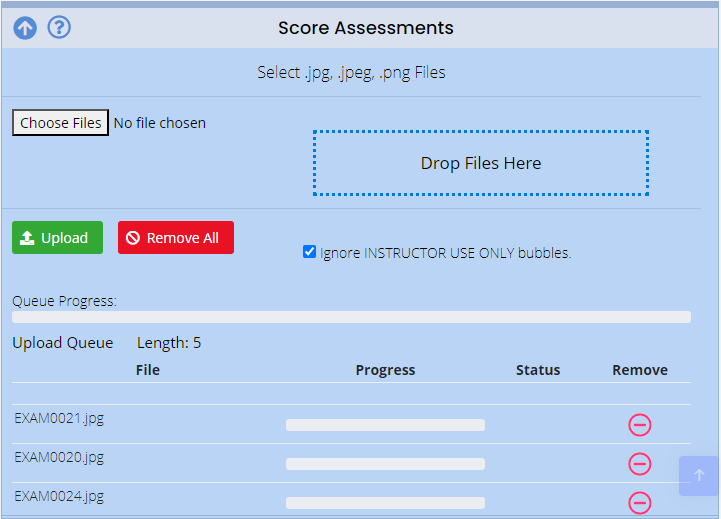 Score Assessments
Select .jpg, .jpeg, .png Files
Choose Files No file chosen
Drop Files Here
Upload Remove All
Ignore INSTRUCTOR USE ONLY bubbles.
Queue Progress:
Upload Queue Length: 5
File Progress Status Remove
EXAM0021.jpg
EXAM0020.jpg
EXAM0024.jpg